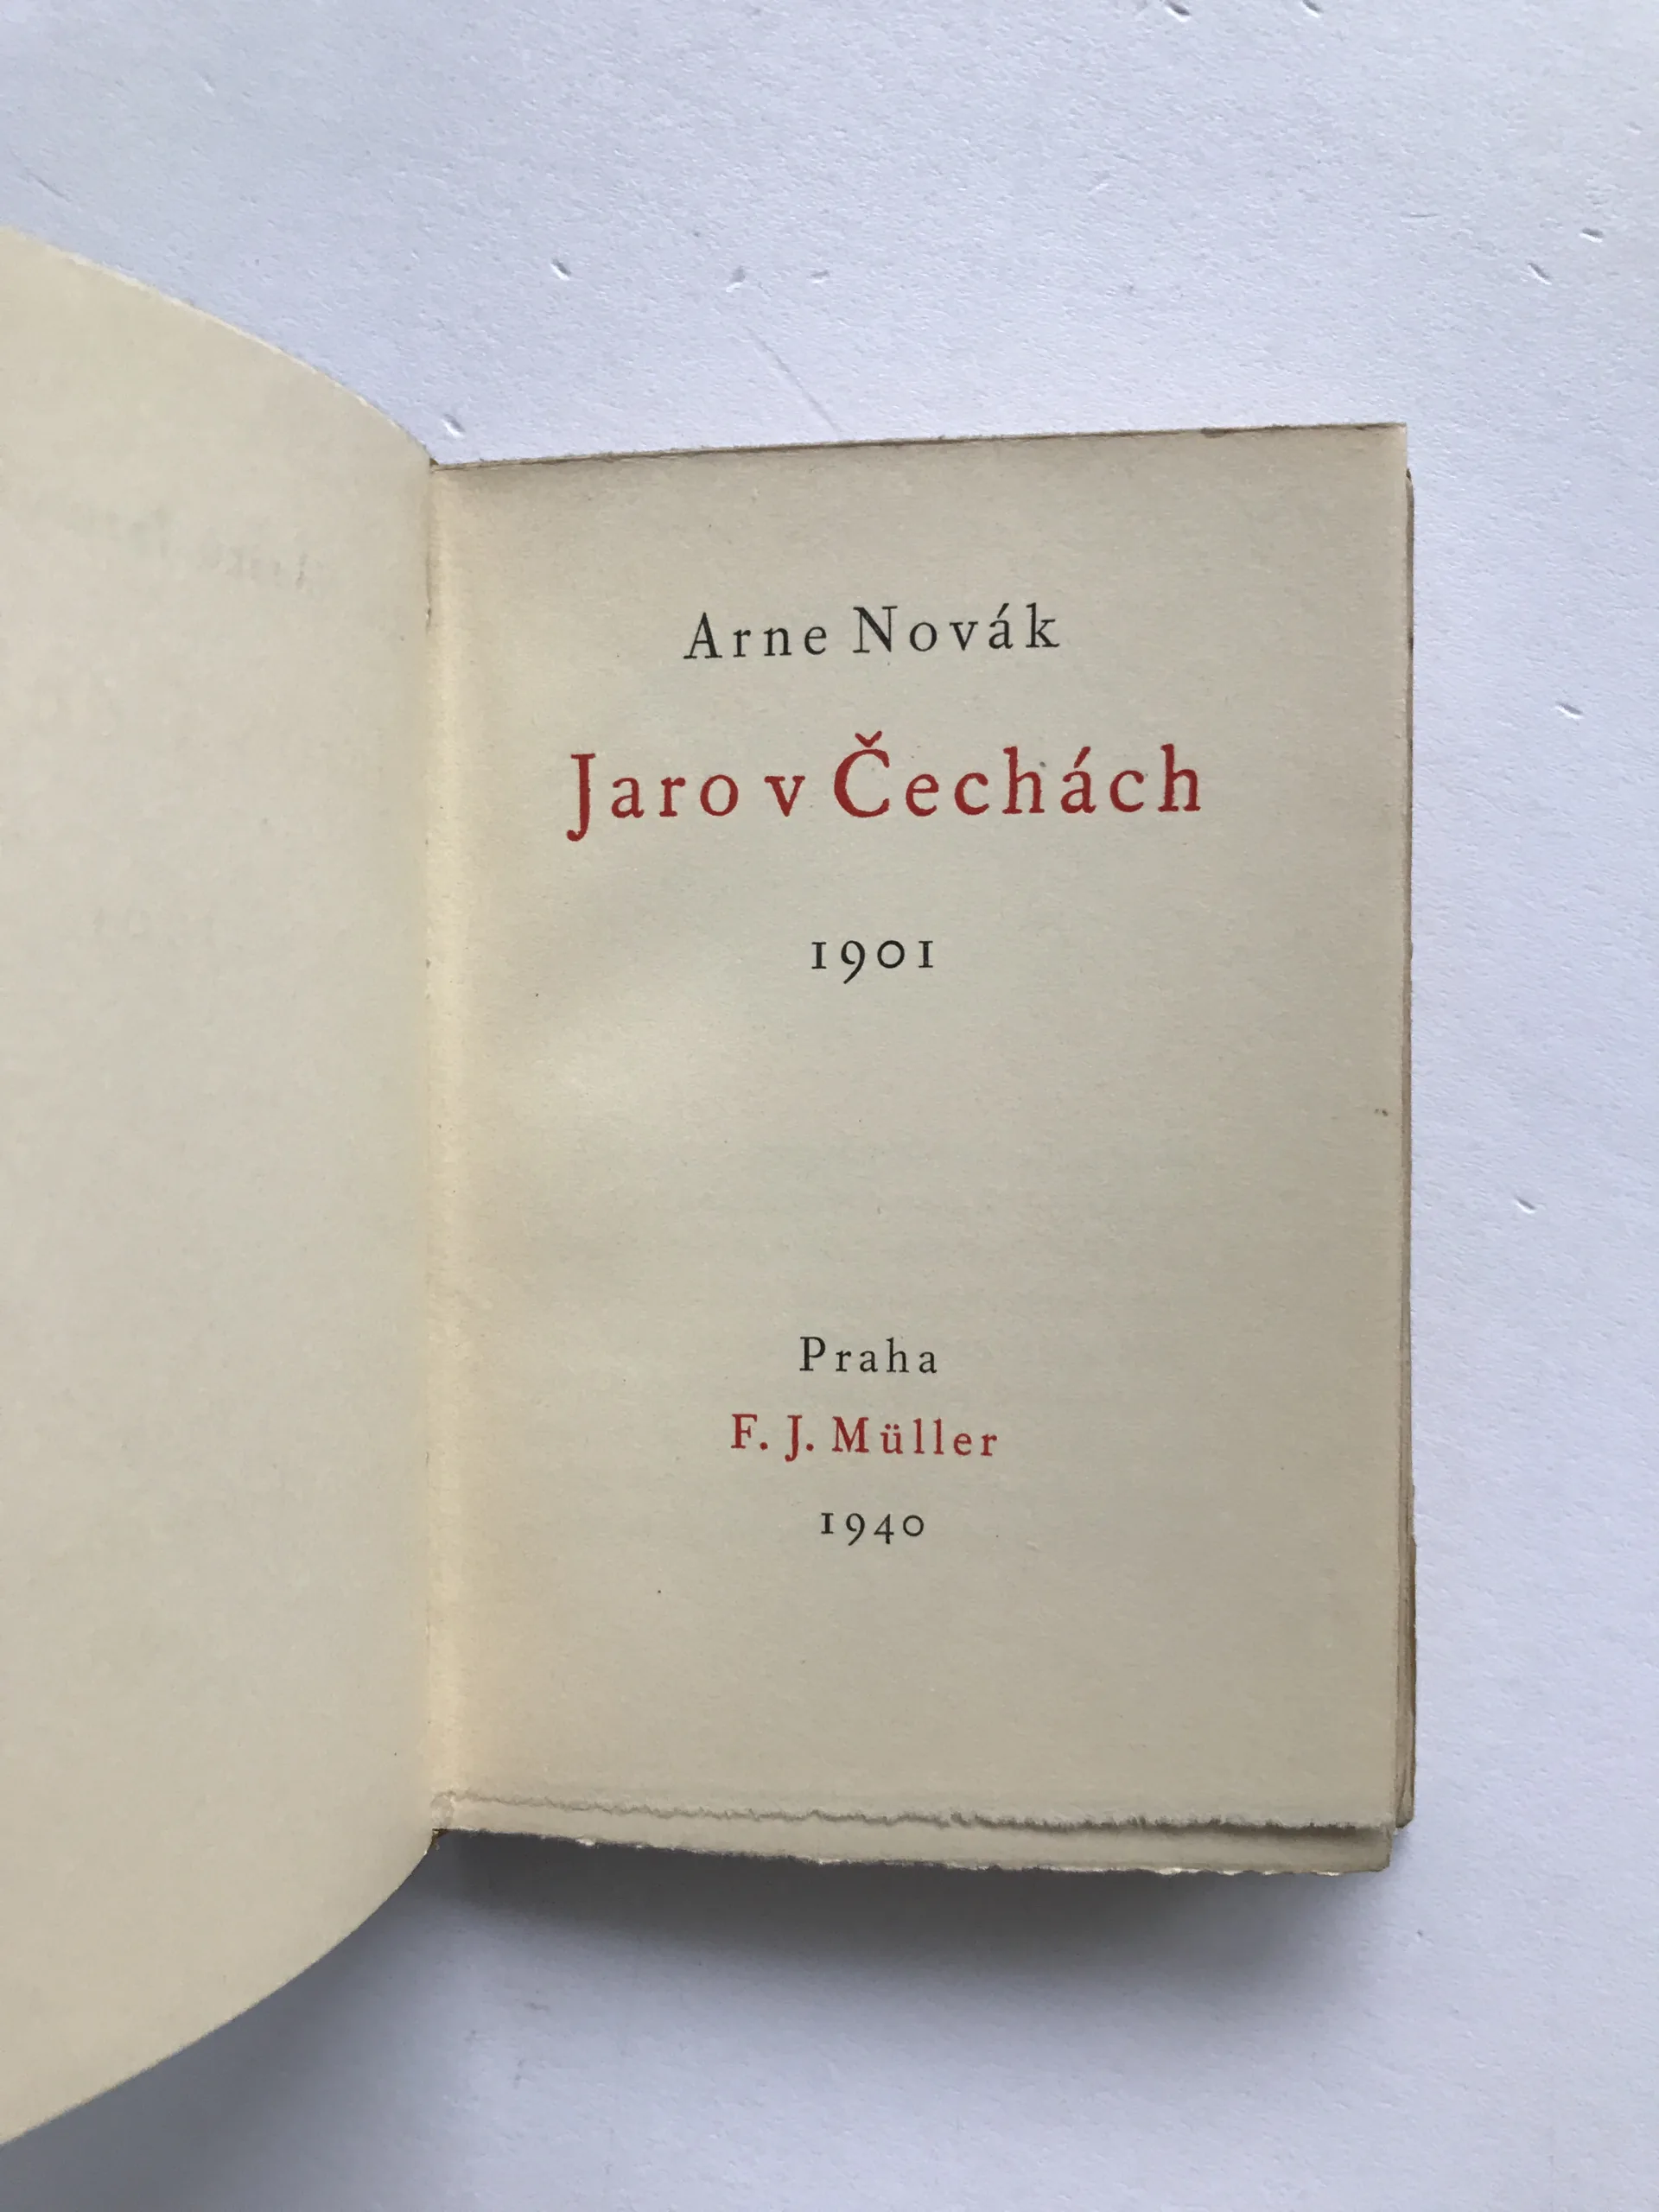 Arne Novák
Jaro v Čechách
1901
Praha
F. J. Müller
1940